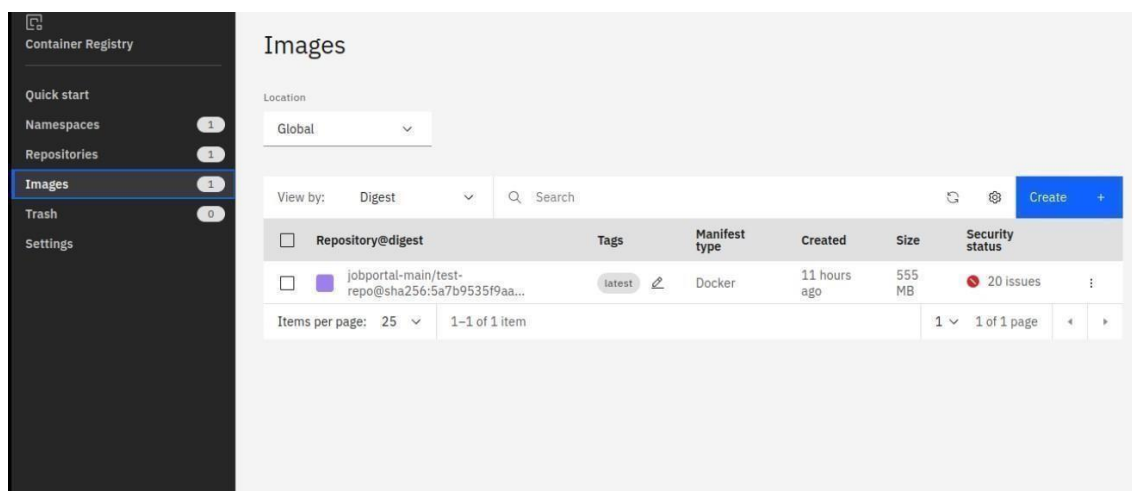 Container Registry
Quick start
Namespaces 1
Repositories 1
Images 1
Trash 0
Settings
Images
Location
Global
View by: Digest Search Create +
Repository@digest Tags Manifest type Created Size Security status
jobportal-main/test-
repo@sha256:5a7b9535f9aa... latest Docker 11 hours ago 555 MB 20 issues
Items per page: 25 1–1 of 1 item 1 1 of 1 page